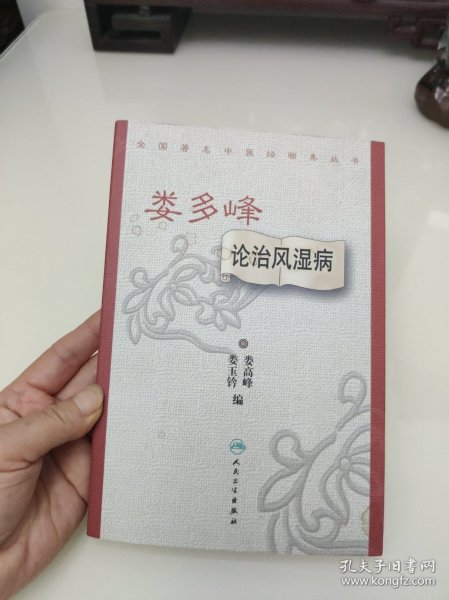 全国著名中医经验集丛书
娄多峰
论治风湿病
娄高峰
娄玉钤 编
人民卫生出版社
孔夫子旧书网
www.kongfz.com